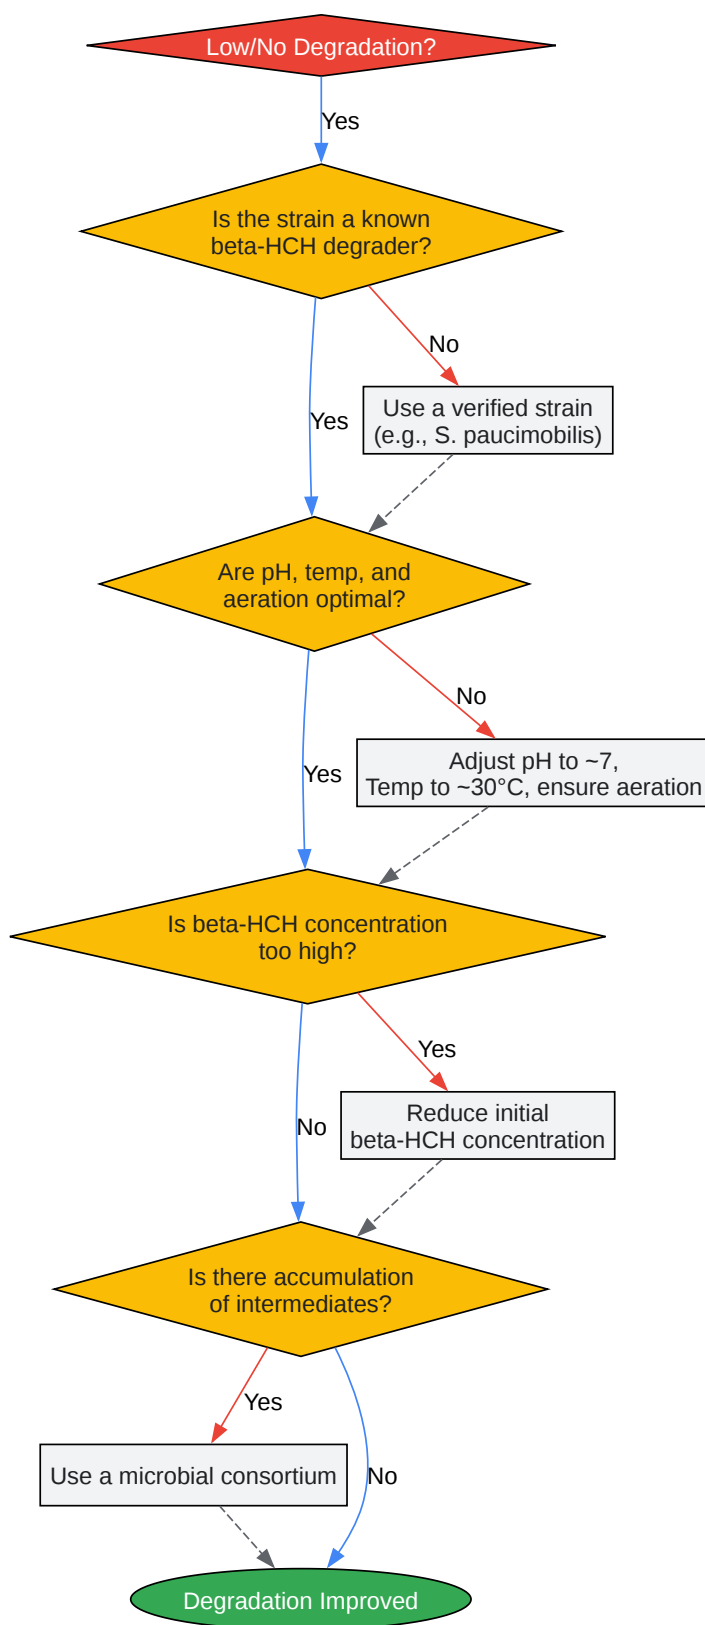 Low/No Degradation?
Yes
Is the strain a known
beta-HCH degrader?
No
Use a verified strain
(e.g., S. paucimobilis)
Yes
Are pH, temp, and
aeration optimal?
No
Adjust pH to ~7,
Temp to ~30°C, ensure aeration
Yes
Is beta-HCH concentration
too high?
Yes
Reduce initial
beta-HCH concentration
No
Is there accumulation
of intermediates?
Yes
Use a microbial consortium
No
Degradation Improved